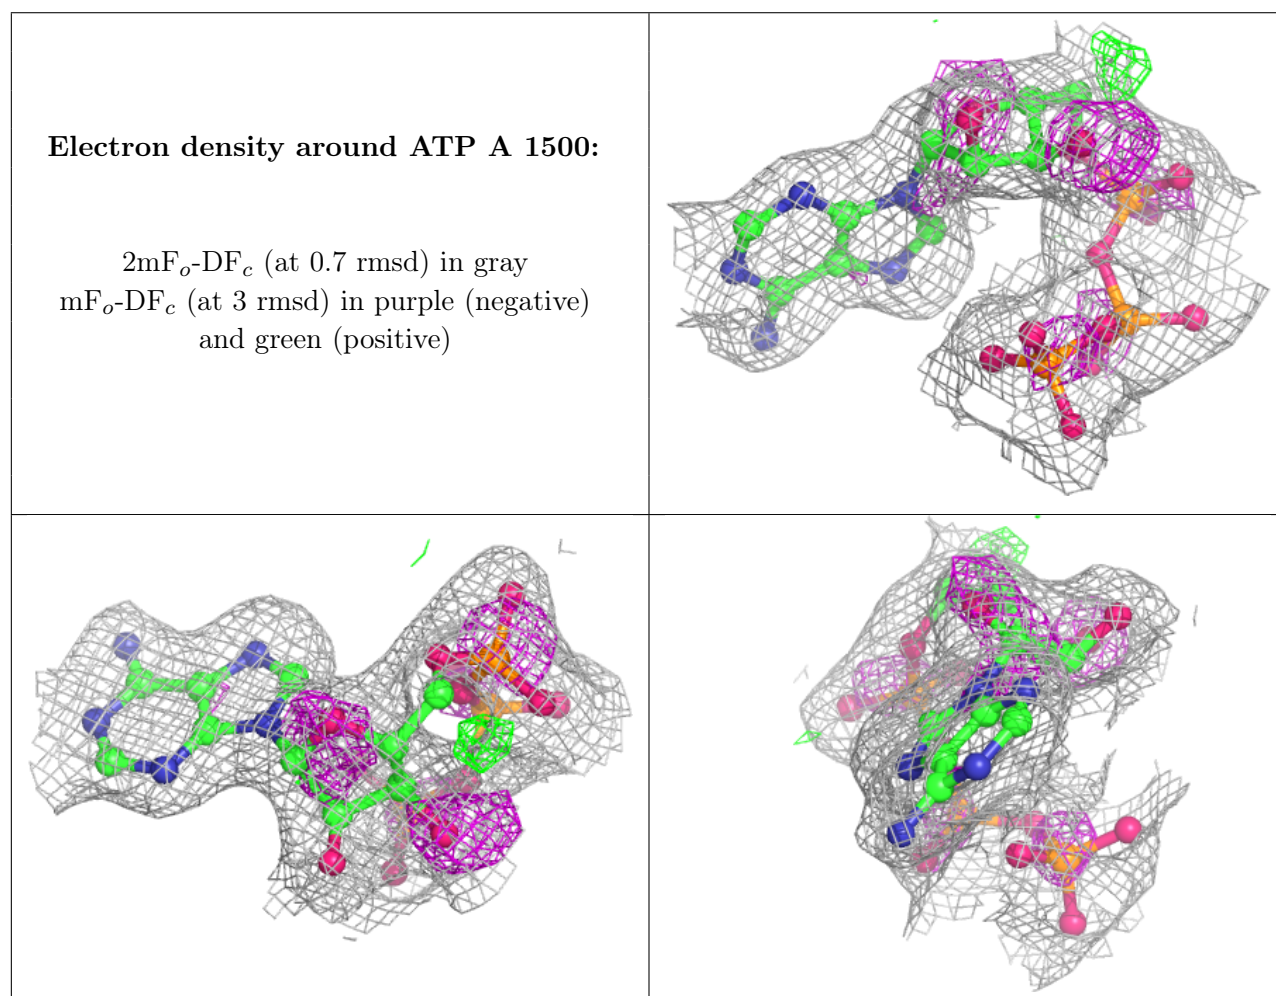 Electron density around ATP A 1500:
2mFo-DFc (at 0.7 rmsd) in gray
mFo-DFc (at 3 rmsd) in purple (negative)
and green (positive)